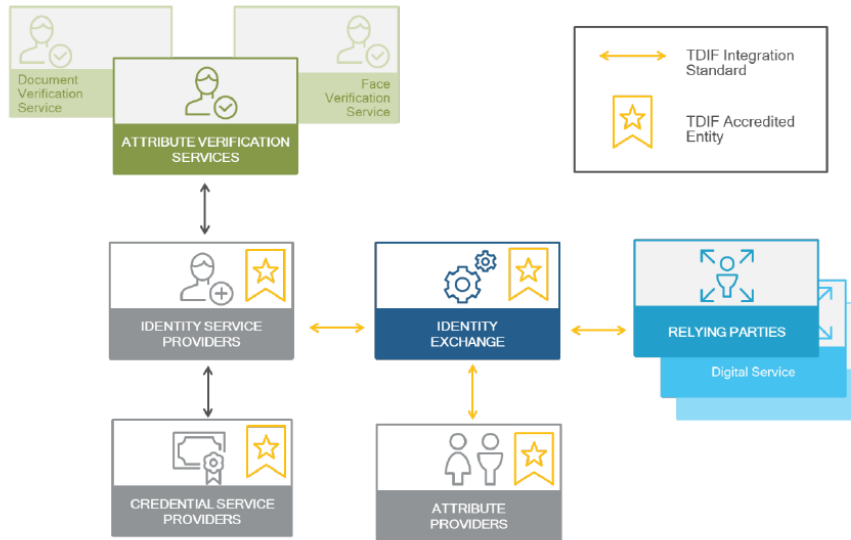 Document
Verification
Service
Face
Verification
Service
ATTRIBUTE VERIFICATION
SERVICES
TDIF Integration
Standard
TDIF Accredited
Entity
IDENTITY SERVICE
PROVIDERS
IDENTITY
EXCHANGE
RELYING PARTIES
Digital Service
CREDENTIAL SERVICE
PROVIDERS
ATTRIBUTE
PROVIDERS